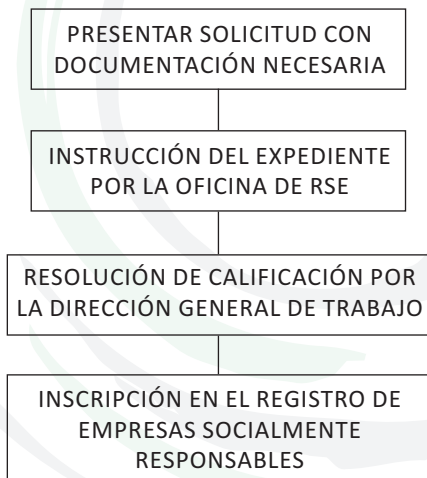 PRESENTAR SOLICITUD CON
DOCUMENTACIÓN NECESARIA
INSTRUCCIÓN DEL EXPEDIENTE
POR LA OFICINA DE RSE
RESOLUCIÓN DE CALIFICACIÓN POR
LA DIRECCIÓN GENERAL DE TRABAJO
INSCRIPCIÓN EN EL REGISTRO DE
EMPRESAS SOCIALMENTE
RESPONSABLES